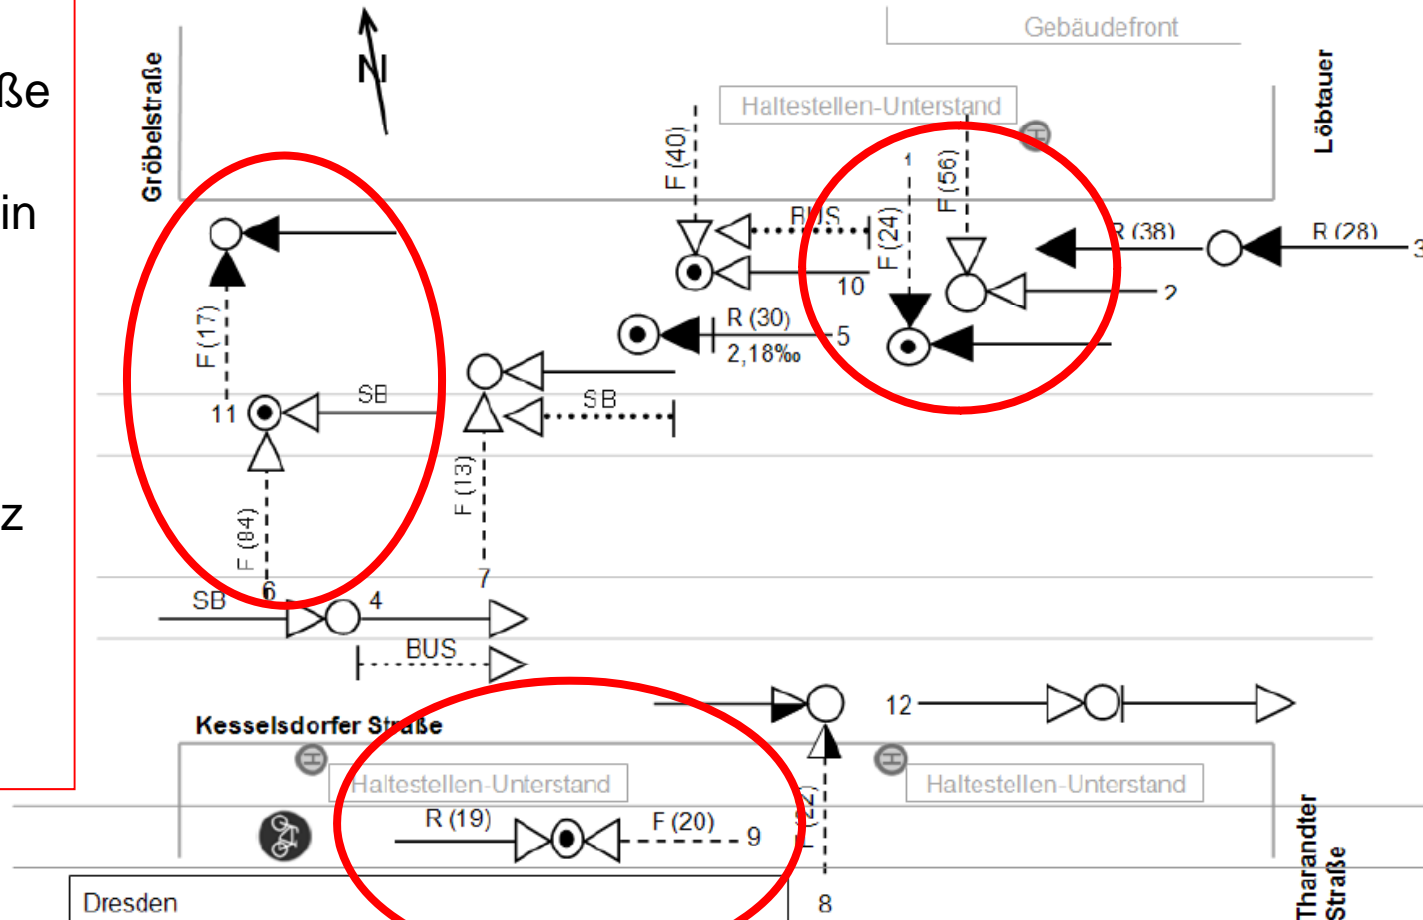 ße
in
z
N
Gröbelstraße
Gebäudefront
Haltestellen-Unterstand
H
Löbtauer
F (40)
BUS
10
1
F (24)
F (56)
R (38)
R (28)
3
2
R (30)
5
2,18‰
F (17)
11
SB
SB
F (13)
F (84)
6
7
SB
4
BUS
12
Kesselsdorfer Straße
H
Haltestellen-Unterstand
H
Haltestellen-Unterstand
R (19)
F (20)
9
F (22)
8
Tharandter
Straße
Dresden